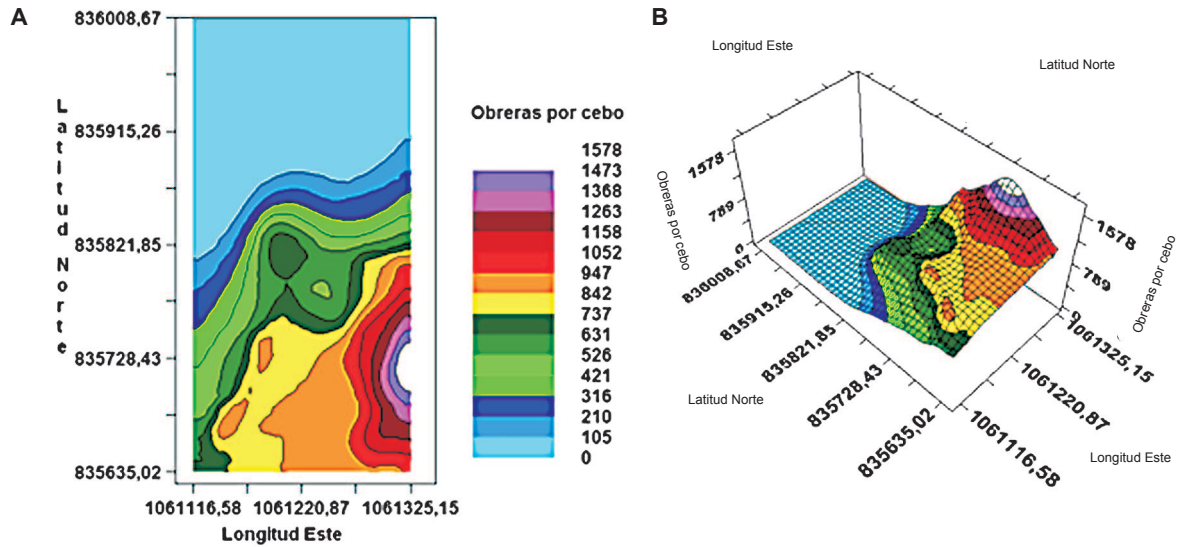 A
836008,67
835915,26
835821,85
835728,43
835635,02
Latitud Norte
1061116,58 1061220,87 1061325,15
Longitud Este
Obreras por cebo
1578
1473
1368
1263
1158
1052
947
842
737
631
526
421
316
210
105
0
B
Longitud Este
Latitud Norte
1578
789
0
Obreras por cebo
836008,67
835915,26
835821,85
835728,43
835635,02
Latitud Norte
1578
789
0
Obreras por cebo
1061325,15
1061220,87
1061116,58
Longitud Este